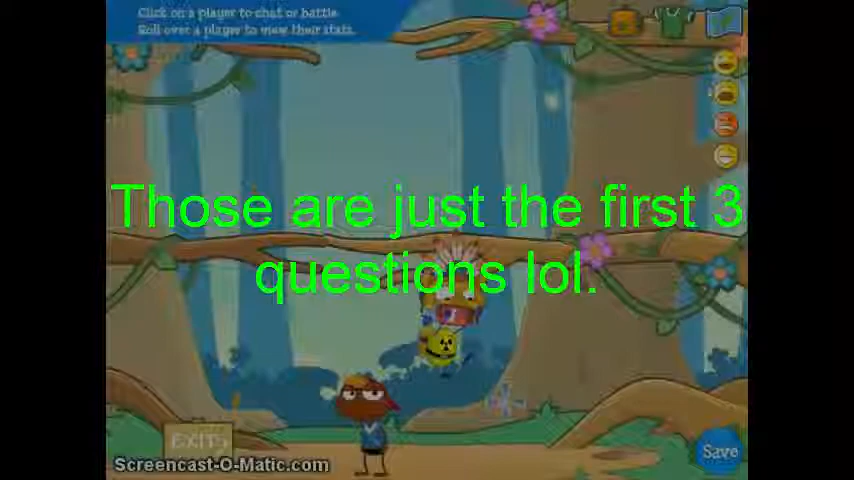 Click on a player to chat or battle.
Roll over a player to view their stats.
Those are just the first 3
questions lol.
EXIT
Save
Screencast-O-Matic.com